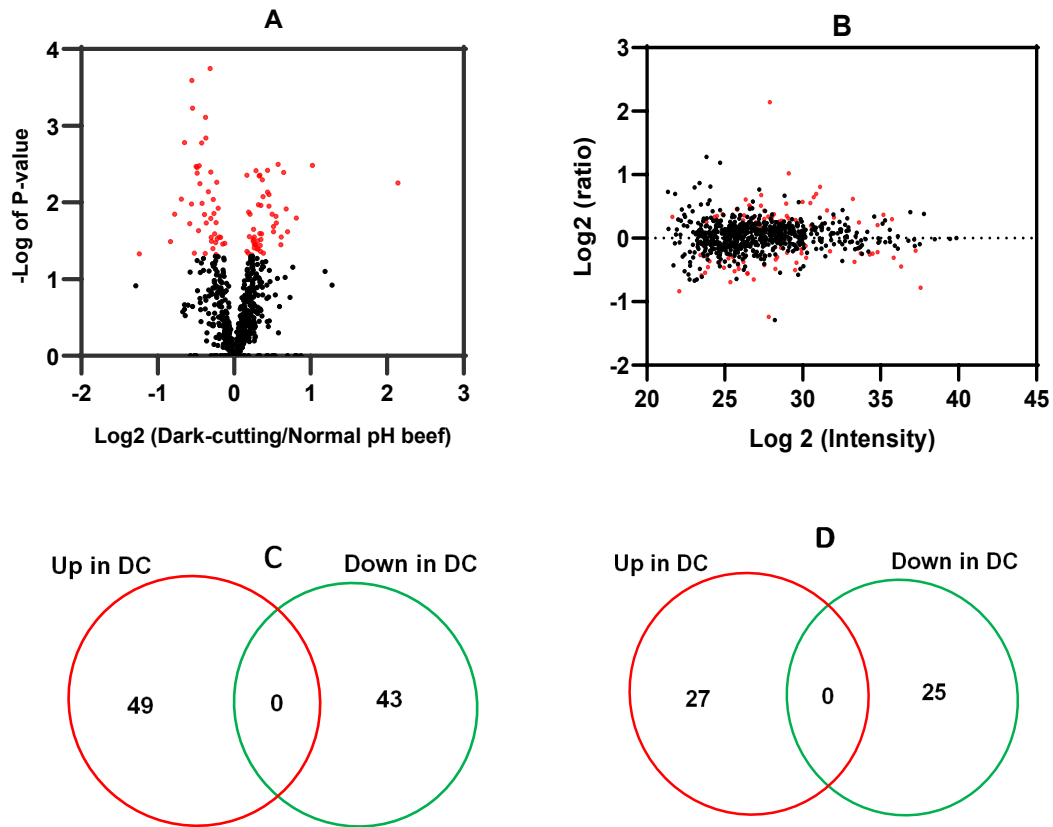 A
4
3
2
1
0
-Log of P-value
-2
-1
0
1
2
3
Log2 (Dark-cutting/Normal pH beef)
B
3
2
1
0
-1
-2
Log2 (ratio)
20
25
30
35
40
45
Log 2 (Intensity)
C
Up in DC
Down in DC
49
0
43
D
Up in DC
Down in DC
27
0
25